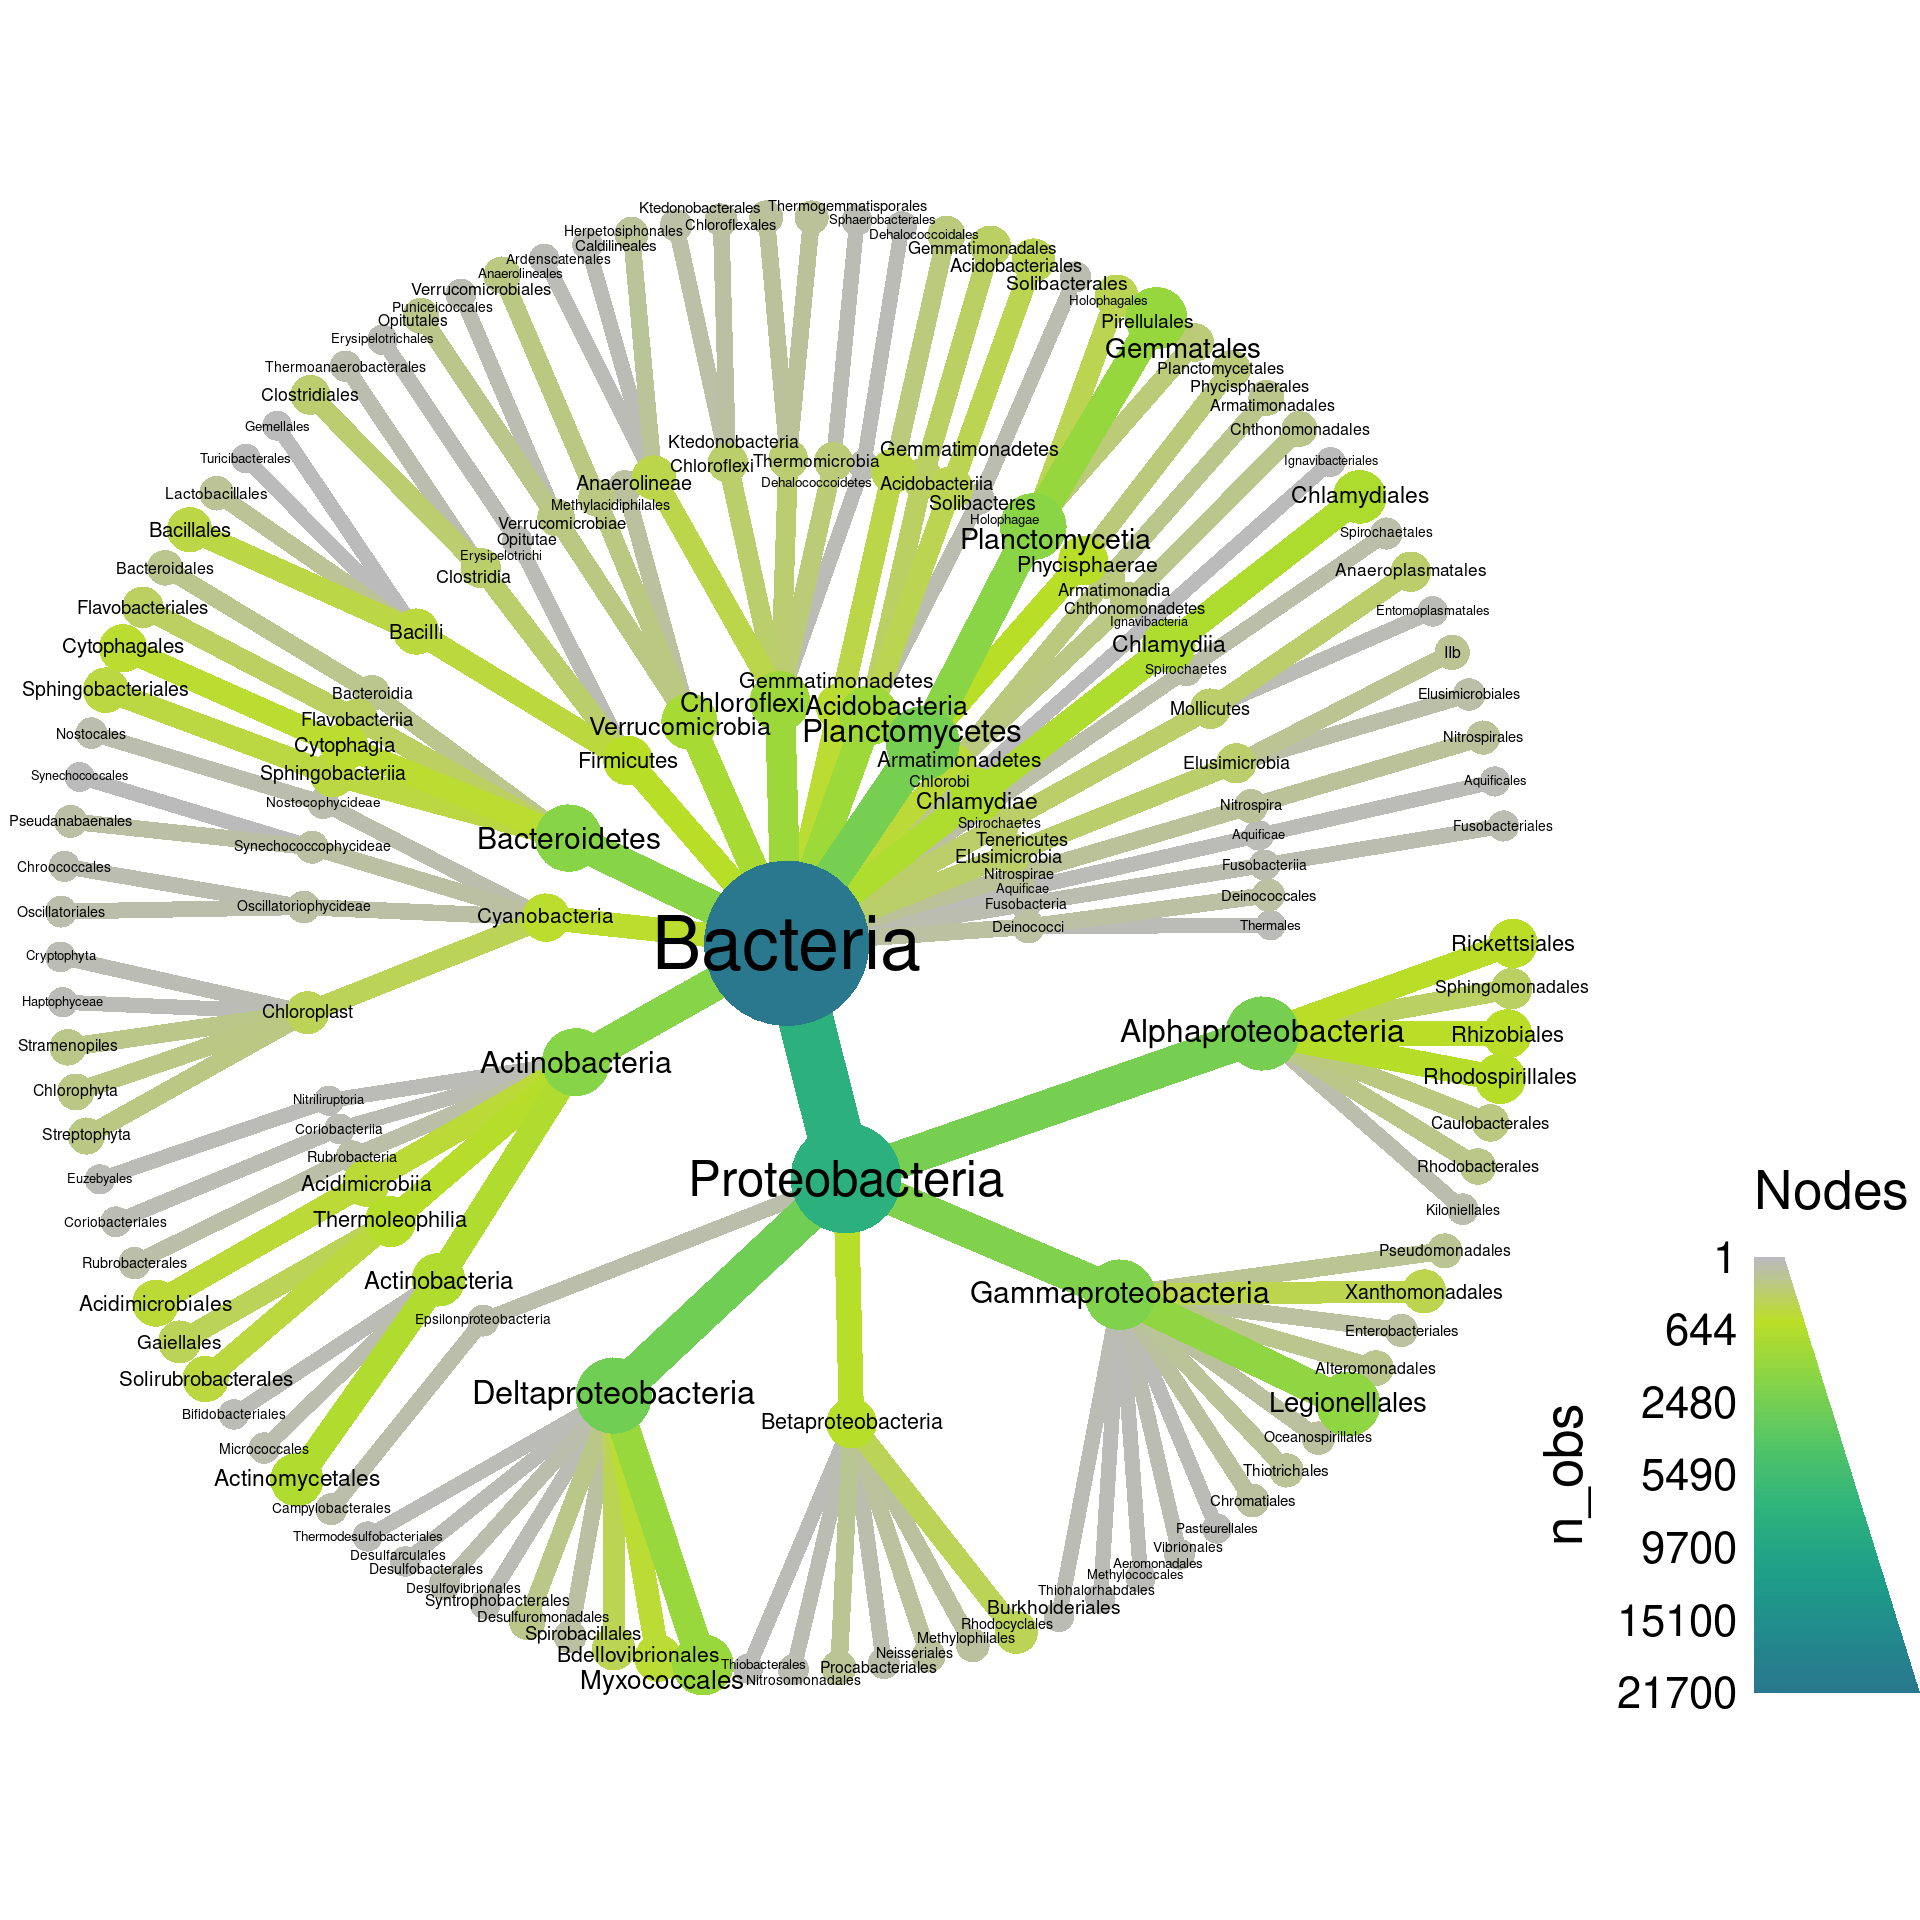 Ktedonobacterales
Thermogemmatisporales
Chloroflexales
Sphaerobacterales
Herpetosiphonales
Dehalococcoidales
Caldilineales
Gemmatimonadales
Ardenscatenales
Acidobacteriales
Anaerolineales
Solibacterales
Verrucomicrobiales
Holophagales
Puniceicoccales
Opitutales
Pirellulales
Erysipelotrichales
Gemmatales
Thermoanaerobacterales
Planctomycetales
Clostridiales
Phycisphaerales
Armatimonadales
Gemellales
Chthonomonadales
Ktedonobacteria
Gemmatimonadetes
Turicibacterales
Chloroflexi
Thermomicrobia
Ignavibacteriales
Anaerolineae
Dehalococcoidetes
Acidobacteriia
Lactobacillales
Methylacidiphilales
Solibacteres
Chlamydiales
Bacillales
Verrucomicrobiae
Holophagae
Opitutae
Planctomycetia
Spirochaetales
Erysipelotrichi
Phycisphaerae
Bacteroidales
Clostridia
Anaeroplasmatales
Armatimonadia
Flavobacteriales
Chthonomonadetes
Entomoplasmatales
Bacilli
Ignavibacteria
Cytophagales
Chlamydiia
IIb
Spirochaetes
Sphingobacteriales
Bacteroidia
Gemmatimonadetes
Elusimicrobiales
Chloroflexi
Acidobacteria
Mollicutes
Flavobacteriia
Verrucomicrobia
Planctomycetes
Nostocales
Cytophagia
Nitrospirales
Firmicutes
Armatimonadetes
Elusimicrobia
Synechococcales
Sphingobacteriia
Chlorobi
Aquificales
Nostocophycideae
Chlamydiae
Nitrospira
Pseudanabaenales
Spirochaetes
Fusobacteriales
Bacteroidetes
Tenericutes
Aquificae
Synechococcophycideae
Elusimicrobia
Chroococcales
Nitrospirae
Fusobacteriia
Aquificae
Oscillatoriales
Oscillatoriophycideae
Cyanobacteria
Fusobacteria
Deinococcales
Deinococci
Thermales
Bacteria
Rickettsiales
Cryptophyta
Sphingomonadales
Haptophyceae
Chloroplast
Alphaproteobacteria
Rhizobiales
Stramenopiles
Actinobacteria
Rhodospirillales
Chlorophyta
Nitriliruptoria
Caulobacterales
Streptophyta
Coriobacteriia
Rubrobacteria
Rhodobacterales
Euzebyales
Acidimicrobiia
Proteobacteria
Nodes
Coriobacteriales
Thermoleophilia
Kiloniellales
Rubrobacterales
Pseudomonadales
1
Actinobacteria
Gammaproteobacteria
Xanthomonadales
Acidimicrobiales
Epsilonproteobacteria
Enterobacteriales
644
Gaiellales
Alteromonadales
Solirubrobacterales
Deltaproteobacteria
Legionellales
2480
Bifidobacteriales
Betaproteobacteria
Oceanospirillales
Micrococcales
Thiotrichales
n_obs
5490
Actinomycetales
Chromatiales
Campylobacterales
Pasteurellales
Thermodesulfobacteriales
Vibrionales
9700
Desulfarculales
Aeromonadales
Desulfobacterales
Methylococcales
Desulfovibrionales
Thiohalorhabdales
Syntrophobacterales
Burkholderiales
Desulfuromonadales
Rhodocyclales
15100
Spirobacillales
Methylophilales
Bdellovibrionales
Neisseriales
Thiobacterales
Procabacteriales
Myxococcales
Nitrosomonadales
21700